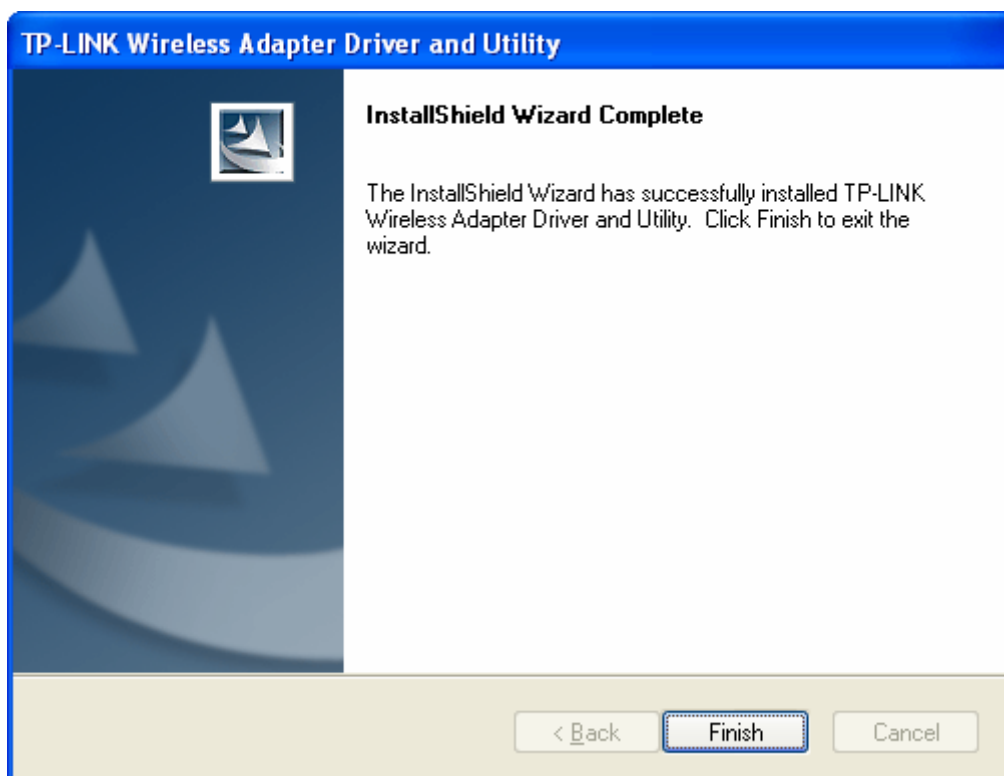 TP-LINK Wireless Adapter Driver and Utility
InstallShield Wizard Complete
The InstallShield Wizard has successfully installed TP-LINK
Wireless Adapter Driver and Utility.  Click Finish to exit the
wizard.
< Back
Finish
Cancel